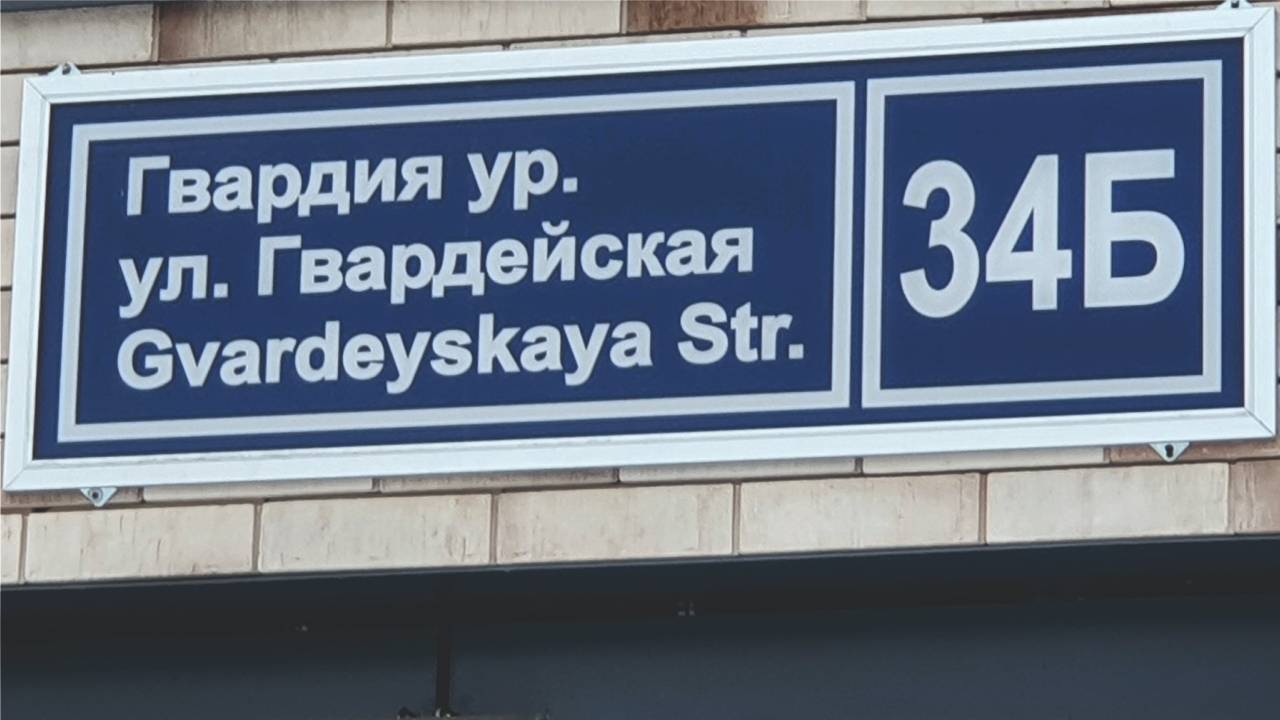 Гвардия ур.
ул. Гвардейская
Gvardeyskaya Str.
34Б